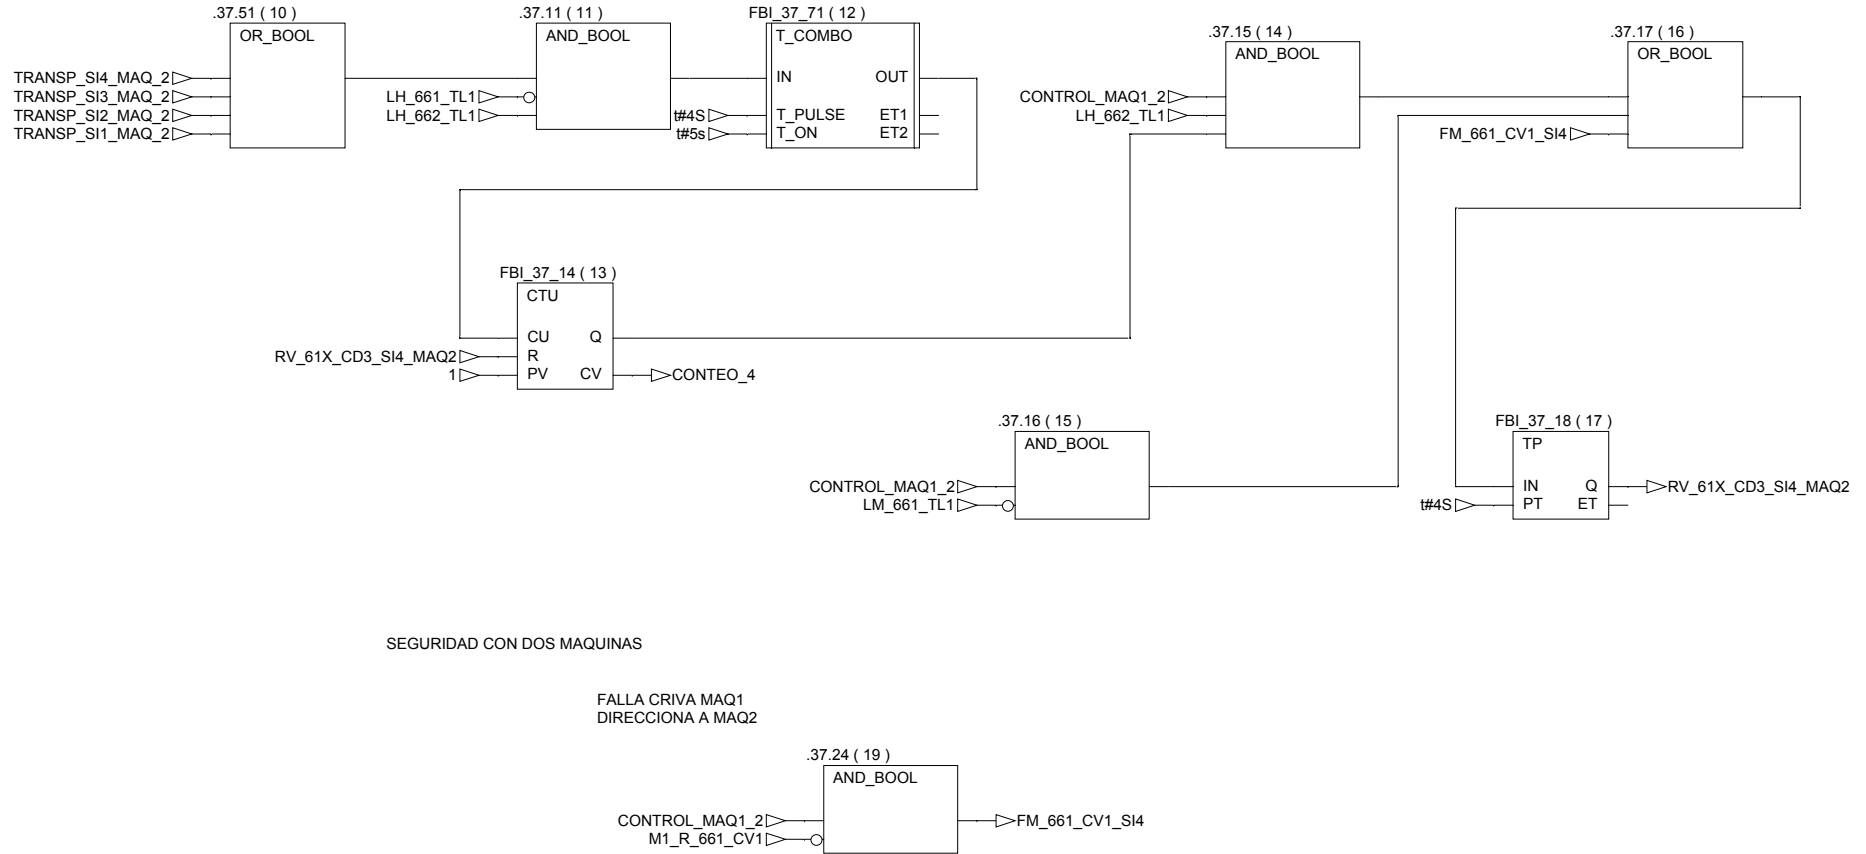 .37.51 ( 10 )
OR_BOOL
TRANSP_SI4_MAQ_2
TRANSP_SI3_MAQ_2
TRANSP_SI2_MAQ_2
TRANSP_SI1_MAQ_2
.37.11 ( 11 )
AND_BOOL
LH_661_TL1
LH_662_TL1
FBI_37_71 ( 12 )
T_COMBO
IN OUT
t#4S T_PULSE ET1
t#5s T_ON ET2
.37.15 ( 14 )
AND_BOOL
CONTROL_MAQ1_2
LH_662_TL1
.37.17 ( 16 )
OR_BOOL
FM_661_CV1_SI4
FBI_37_14 ( 13 )
CTU
CU Q
RV_61X_CD3_SI4_MAQ2 R
1 PV CV CONTEO_4
.37.16 ( 15 )
AND_BOOL
CONTROL_MAQ1_2
LM_661_TL1
FBI_37_18 ( 17 )
TP
IN Q RV_61X_CD3_SI4_MAQ2
t#4S PT ET
SEGURIDAD CON DOS MAQUINAS
FALLA CRIVA MAQ1
DIRECCIONA A MAQ2
.37.24 ( 19 )
AND_BOOL
CONTROL_MAQ1_2 FM_661_CV1_SI4
M1_R_661_CV1